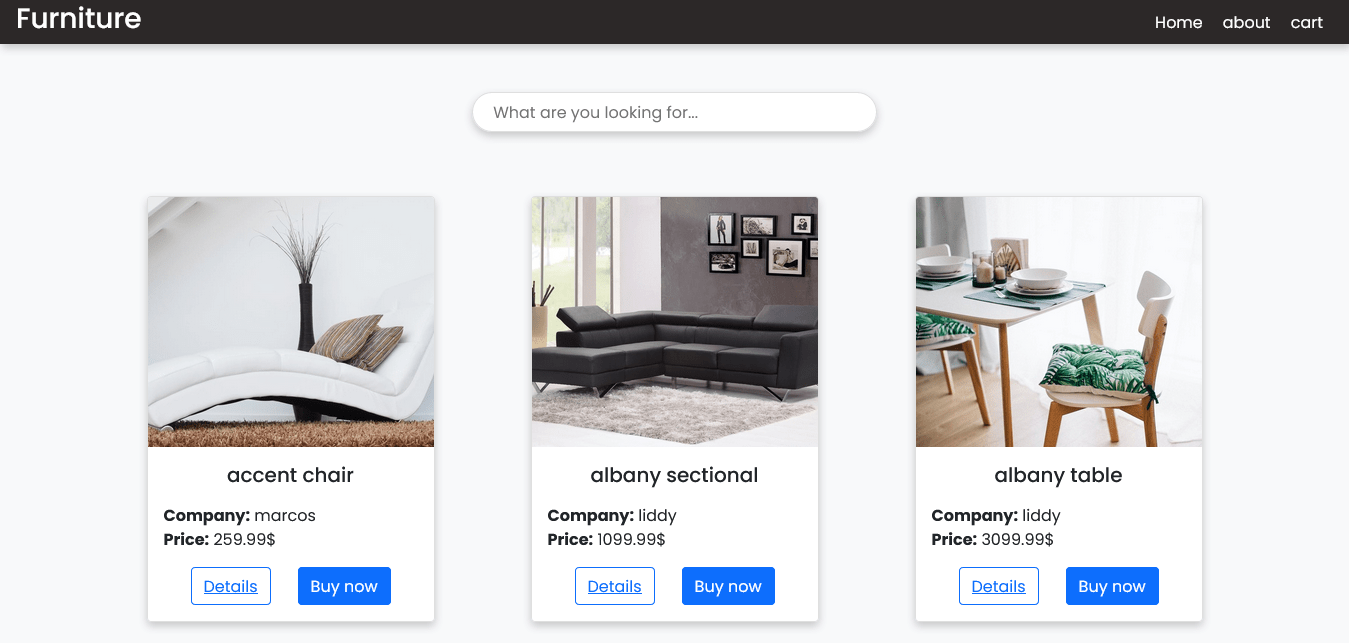 Furniture
Home about cart
What are you looking for...
accent chair
Company: marcos
Price: 259.99$
Details Buy now
albany sectional
Company: liddy
Price: 1099.99$
Details Buy now
albany table
Company: liddy
Price: 3099.99$
Details Buy now